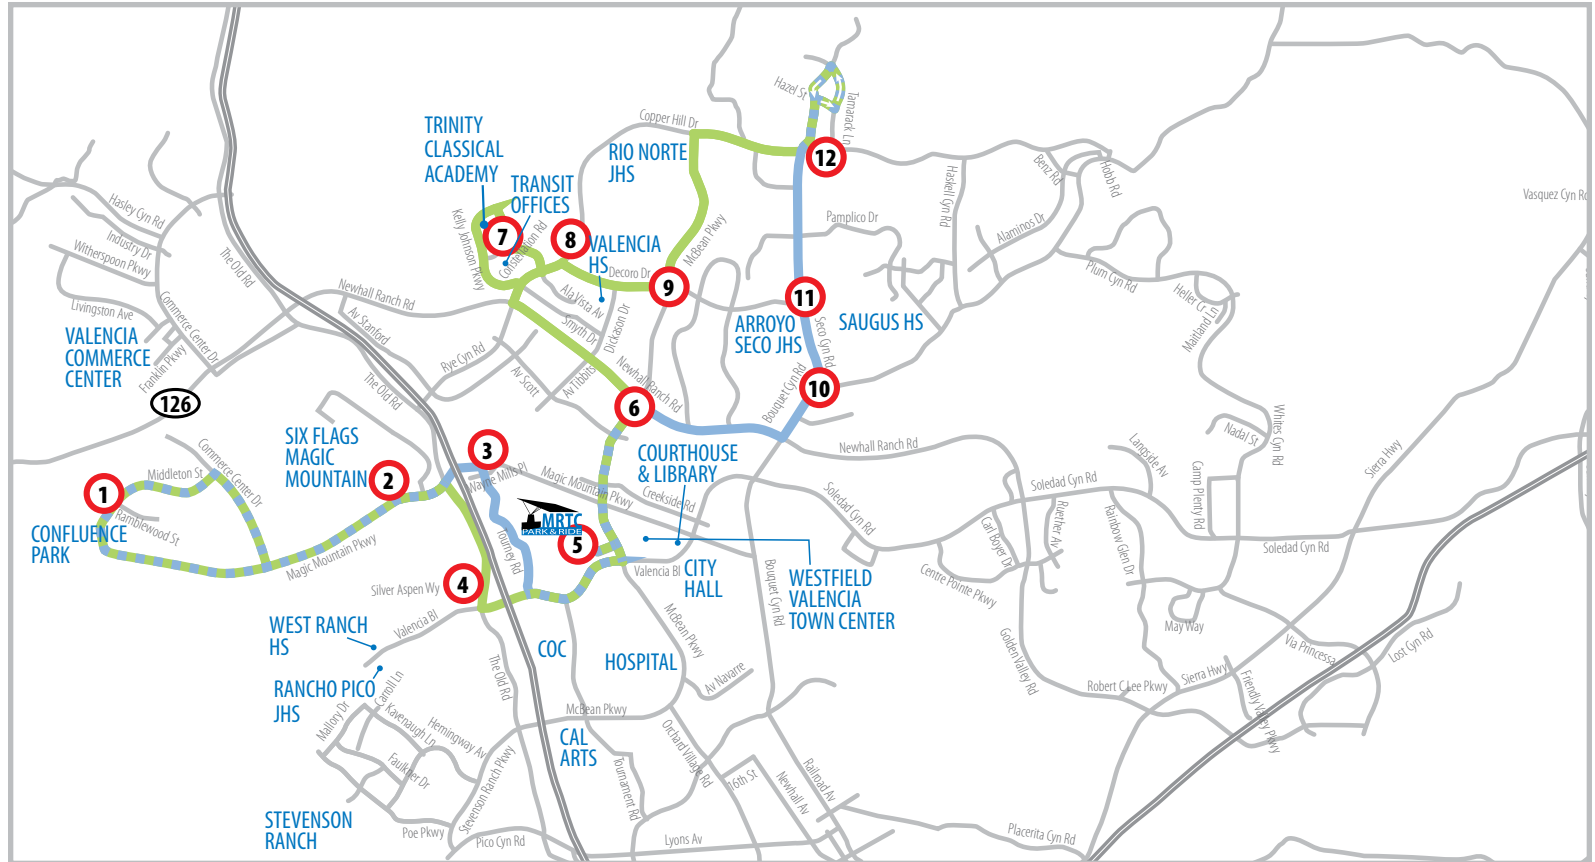 Hazel St
Tamarack Ln
Copper Hill Dr
TRINITY
CLASSICAL
ACADEMY
RIO NORTE
JHS
12
Benz Rd
Hobb Rd
Haskell Cyn Rd
Vasquez Cyn Rd
TRANSIT
OFFICES
Hasley Cyn Rd
Industry Dr
Witherspoon Pkwy
The Old Rd
Kelly Johnson Pkwy
7
Constellation Rd
8
VALENCIA
HS
McBean Pkwy
Pamplico Dr
Alaminos Dr
Plum Cyn Rd
Heller Cr
Maitland Ln
Livingston Ave
Commerce Center Dr
Newhall Ranch Rd
Av Stanford
Decoro Dr
9
Ala Vista Av
Smyth Dr
Dickason Dr
11
ARROYO
SECO JHS
Seco Cyn Rd
SAUGUS HS
VALENCIA
COMMERCE
CENTER
Franklin Pkwy
126
The Old Rd
Rye Cyn Rd
Av Scott
Av Tibbits
Newhall Ranch Rd
6
Bouquet Cyn Rd
10
Whites Cyn Rd
Nadal St
Sierra Hwy
SIX FLAGS
MAGIC
MOUNTAIN
2
3
Wayne Mills Pl
Magic Mountain Pkwy
COURTHOUSE
& LIBRARY
Creekside Rd
Newhall Ranch Rd
Soledad Cyn Rd
Soledad Cyn Rd
Langside Av
Camp Plenty Rd
1
Middleton St
Commerce Center Dr
Ramblewood St
CONFLUENCE
PARK
Magic Mountain Pkwy
MRTC
PARK & RIDE
5
Tourney Rd
Valencia Bl
CITY
HALL
Bouquet Cyn Rd
WESTFIELD
VALENCIA
TOWN CENTER
Centre Pointe Pkwy
Carl Boyer Dr
Ruether Av
Rainbow Glen Dr
Soledad Cyn Rd
Silver Aspen Wy
4
Valencia Bl
WEST RANCH
HS
RANCHO PICO
JHS
COC
HOSPITAL
McBean Pkwy
Av Navarre
The Old Rd
May Way
Golden Valley Rd
Robert C Lee Pkwy
Sierra Hwy
Via Princessa
Lost Cyn Rd
Friendly Valley Pkwy
Mallory Dr
Carroll Ln
Kavenaugh Ln
Hemingway Av
Faulkner Dr
McBean Pkwy
CAL
ARTS
Orchard Village Rd
Tournament Rd
16th St
Newhall Av
Railroad Av
Stevenson Ranch Pkwy
STEVENSON
RANCH
Poe Pkwy
Pico Cyn Rd
Lyons Av
Placerita Cyn Rd